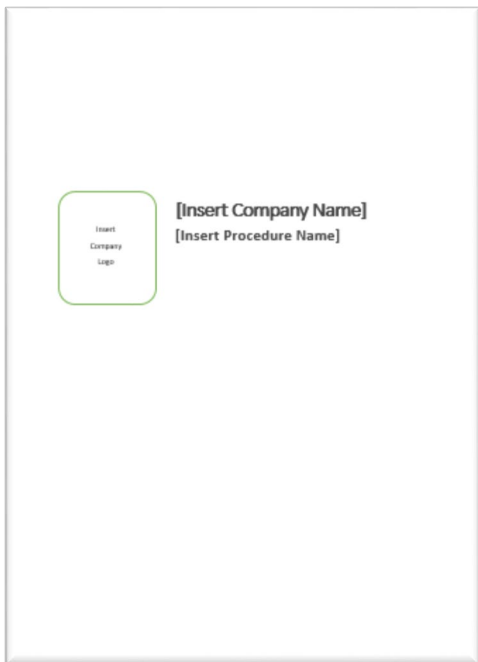 Insert
Company
Logo
[Insert Company Name]
[Insert Procedure Name]